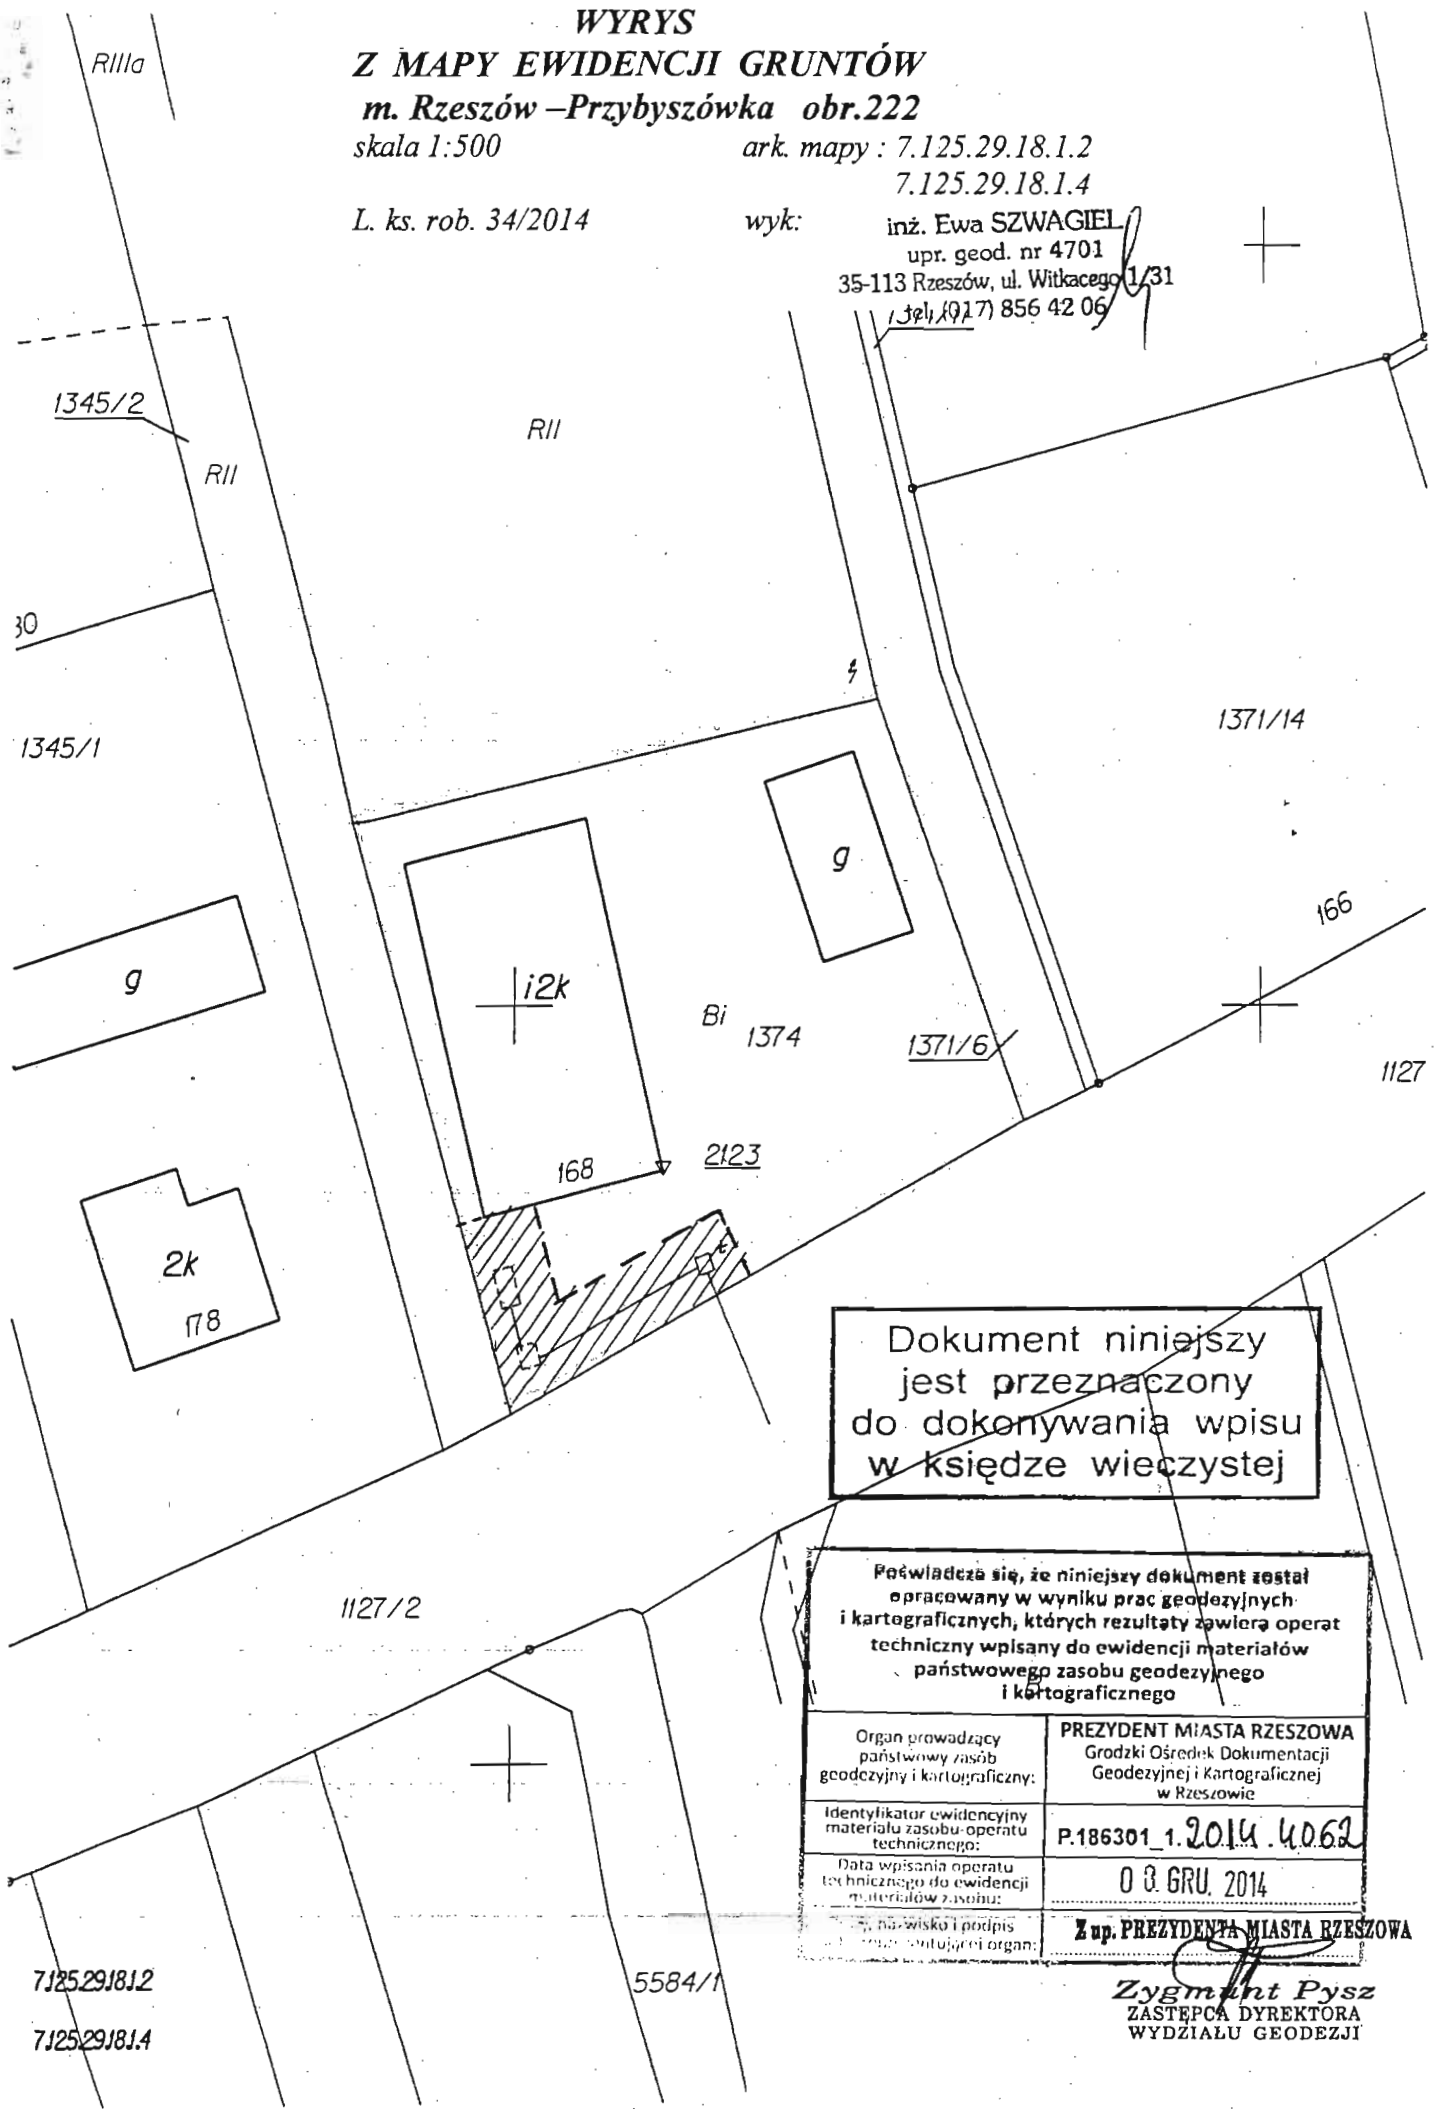 WYRYS
Z MAPY EWIDENCJI GRUNTÓW
m. Rzeszów –Przybyszówka obr.222
skala 1:500
ark. mapy : 7.125.29.18.1.2
7.125.29.18.1.4
L. ks. rob. 34/2014
wyk:
inż. Ewa SZWAGIEL
upr. geod. nr 4701
35-113 Rzeszów, ul. Witkacego 1/31
tel. (017) 856 42 06
RIIIa
1345/2
RII
RII
30
1345/1
1371/14
g
g
166
i2k
Bi
1374
1371/6
1127
168
2123
2k
178
t
Dokument niniejszy
jest przeznaczony
do dokonywania wpisu
w księdze wieczystej
1127/2
Poświadcza się, że niniejszy dokument został
opracowany w wyniku prac geodezyjnych
i kartograficznych, których rezultaty zawiera operat
techniczny wpisany do ewidencji materiałów
państwowego zasobu geodezyjnego
i kartograficznego
Organ prowadzący
państwowy zasób
geodezyjny i kartograficzny:
PREZYDENT MIASTA RZESZOWA
Grodzki Ośrodek Dokumentacji
Geodezyjnej i Kartograficznej
w Rzeszowie
Identyfikator ewidencyjny
materiału zasobu-operatu
technicznego:
P.186301_1.2014.4062
Data wpisania operatu
technicznego do ewidencji
materiałów zasobu:
GRU. 2014
nazwisko i podpis
organ:
Z up. PREZYDENTA MIASTA RZESZOWA
Zygmunt Pysz
ZASTĘPCA DYREKTORA
WYDZIAŁU GEODEZJI
5584/1
7.125.29.18.1.2
7.125.29.18.1.4